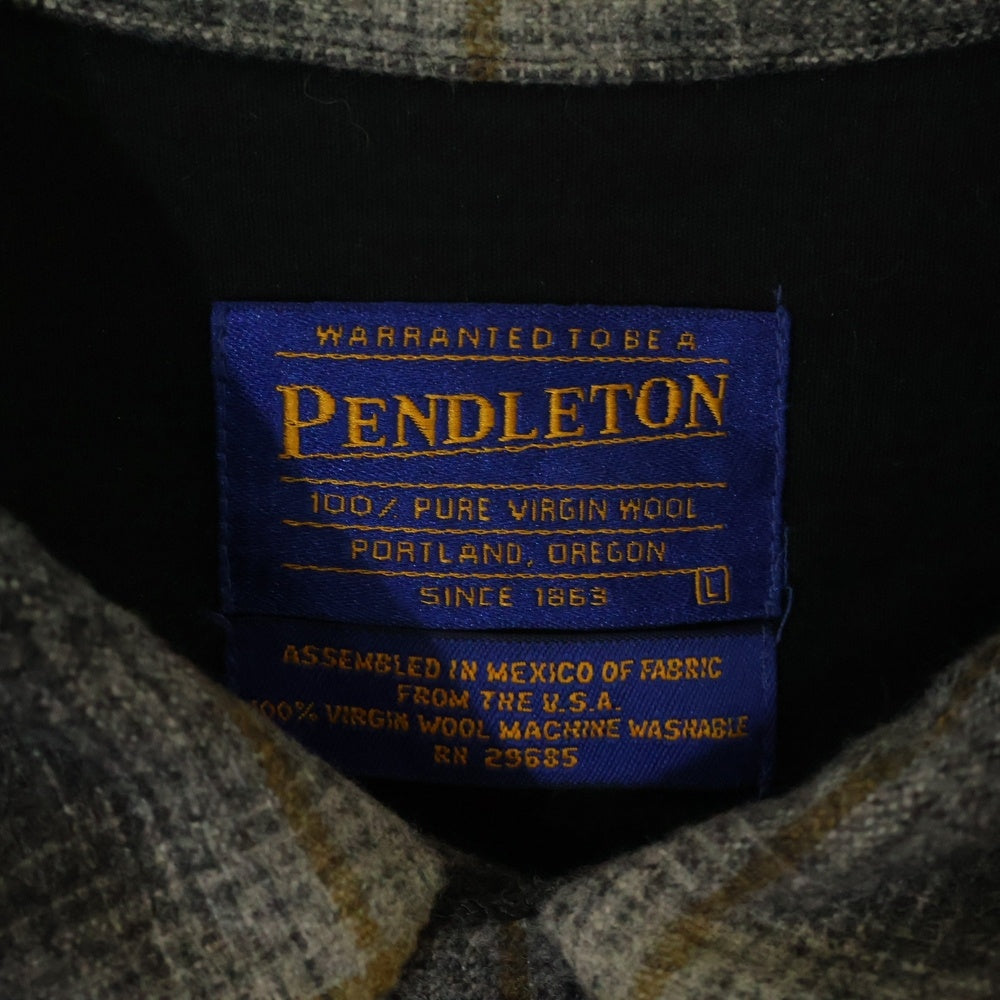 WARRANTED TO BE A
PENDLETON
100/ PURE VIRGIN WOOL
PORTLAND, OREGON
SINCE 1863
L
ASSEMBLED IN MEXICO OF FABRIC
FROM THE U.S.A.
100% VIRGIN WOOL MACHINE WASHABLE
RN 29685